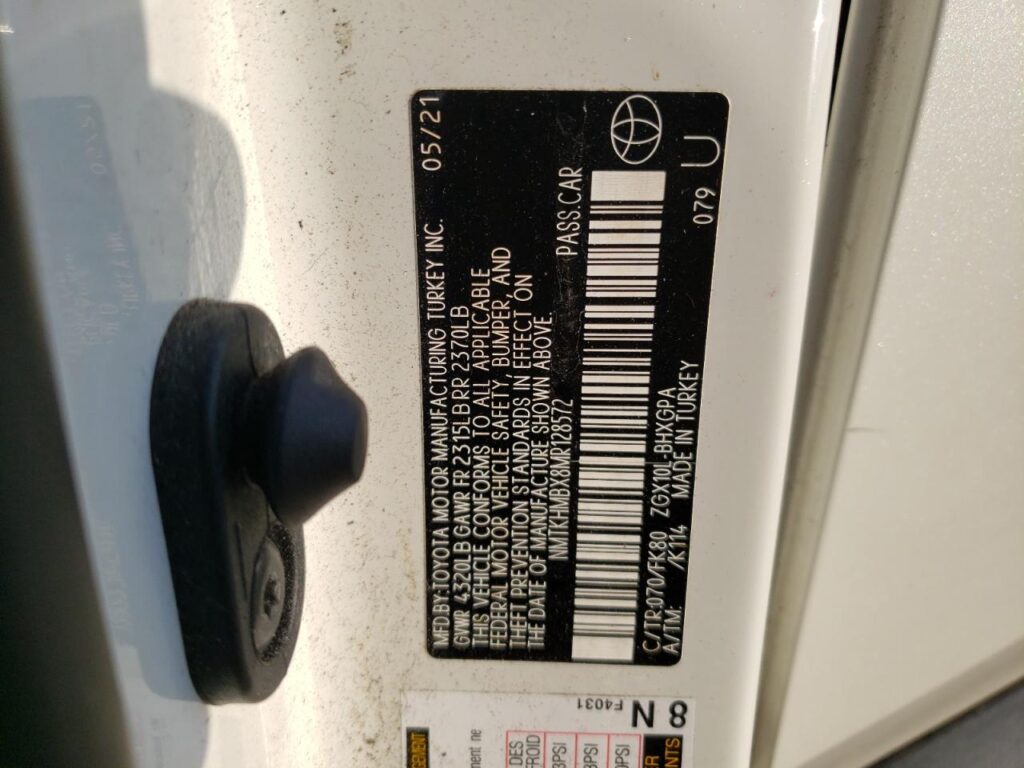 MFD.BY:TOYOTA MOTOR MANUFACTURING TURKEY INC. 05/21
GVWR 4320LB GAWR FR 2315LB RR 2370LB
THIS VEHICLE CONFORMS TO ALL APPLICABLE
FEDERAL MOTOR VEHICLE SAFETY, BUMPER, AND
THEFT PREVENTION STANDARDS IN EFFECT ON
THE DATE OF MANUFACTURE SHOWN ABOVE.
NMTKHMBX8MR128572 PASS.CAR
C/TR:070/FK80 ZGX10L-BHXGPA 079 U
A/TM: /K114 MADE IN TURKEY
8 N
F4031